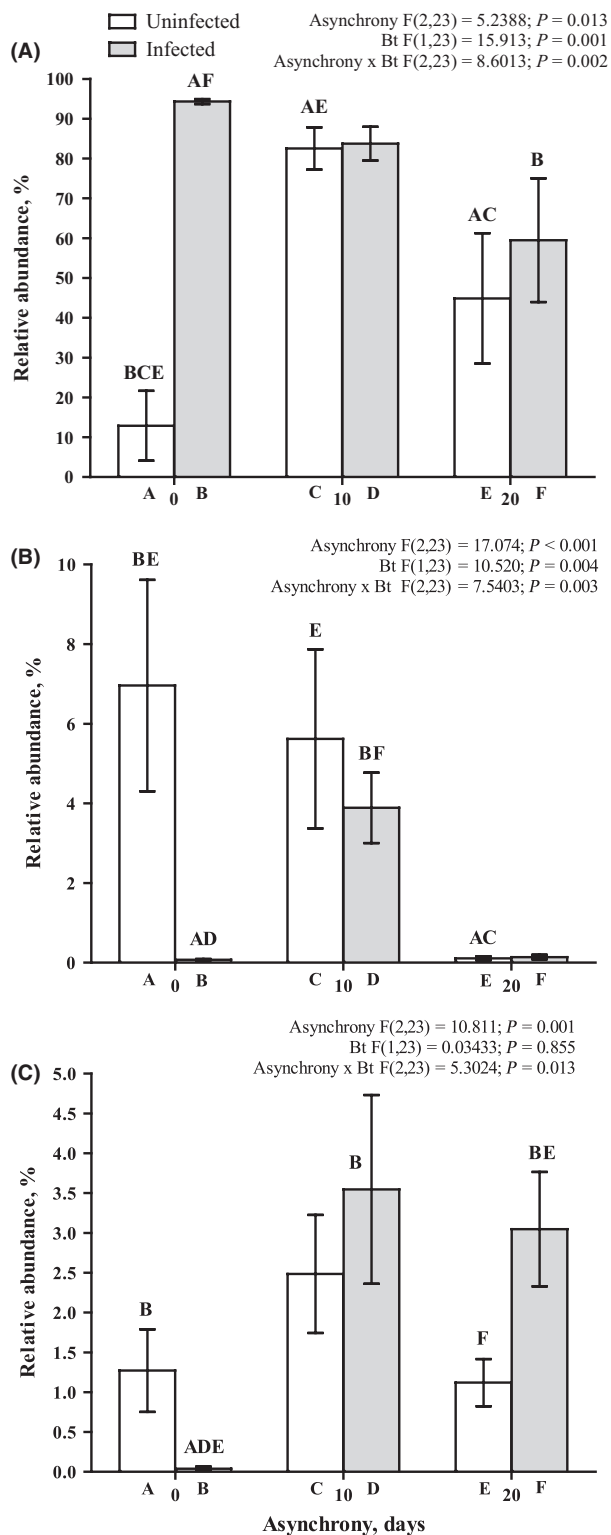 Uninfected
Infected
Asynchrony F(2,23) = 5.2388; P = 0.013
Bt F(1,23) = 15.913; P = 0.001
Asynchrony x Bt F(2,23) = 8.6013; P = 0.002
(A)
Relative abundance, %
100
90
80
70
60
50
40
30
20
10
0
BCE
AF
AE
AC
B
A B C D E F
0 10 20
Asynchrony F(2,23) = 17.074; P < 0.001
Bt F(1,23) = 10.520; P = 0.004
Asynchrony x Bt F(2,23) = 7.5403; P = 0.003
(B)
Relative abundance, %
10
8
6
4
2
0
BE
AD
E
BF
AC
A B C D E F
0 10 20
Asynchrony F(2,23) = 10.811; P = 0.001
Bt F(1,23) = 0.03433; P = 0.855
Asynchrony x Bt F(2,23) = 5.3024; P = 0.013
(C)
Relative abundance, %
5.0
4.5
4.0
3.5
3.0
2.5
2.0
1.5
1.0
0.5
0.0
B
ADE
B
F
BE
A B C D E F
0 10 20
Asynchrony, days